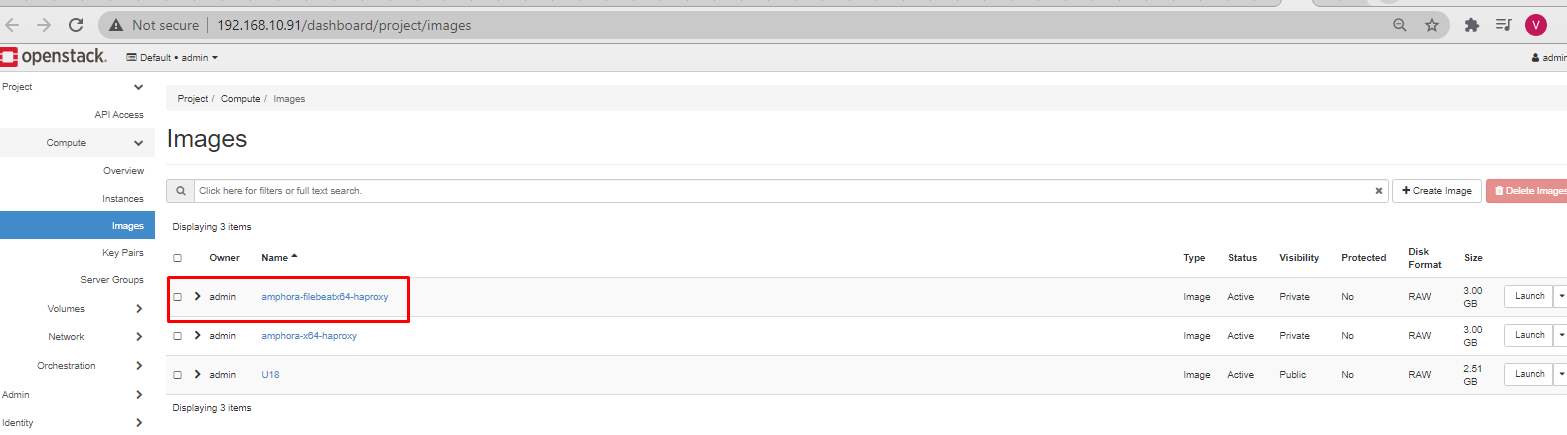 Not secure 192.168.10.91/dashboard/project/images
V
openstack. Default • admin
admin
Project
API Access
Compute
Overview
Instances
Images
Key Pairs
Server Groups
Volumes
Network
Orchestration
Admin
Identity
Project / Compute / Images
Images
Click here for filters or full text search.
+ Create Image
Delete Images
Displaying 3 items
Owner Name Type Status Visibility Protected Disk Format Size
admin amphora-filebeatx64-haproxy Image Active Private No RAW 3.00 GB Launch
admin amphora-x64-haproxy Image Active Private No RAW 3.00 GB Launch
admin U18 Image Active Public No RAW 2.51 GB Launch
Displaying 3 items